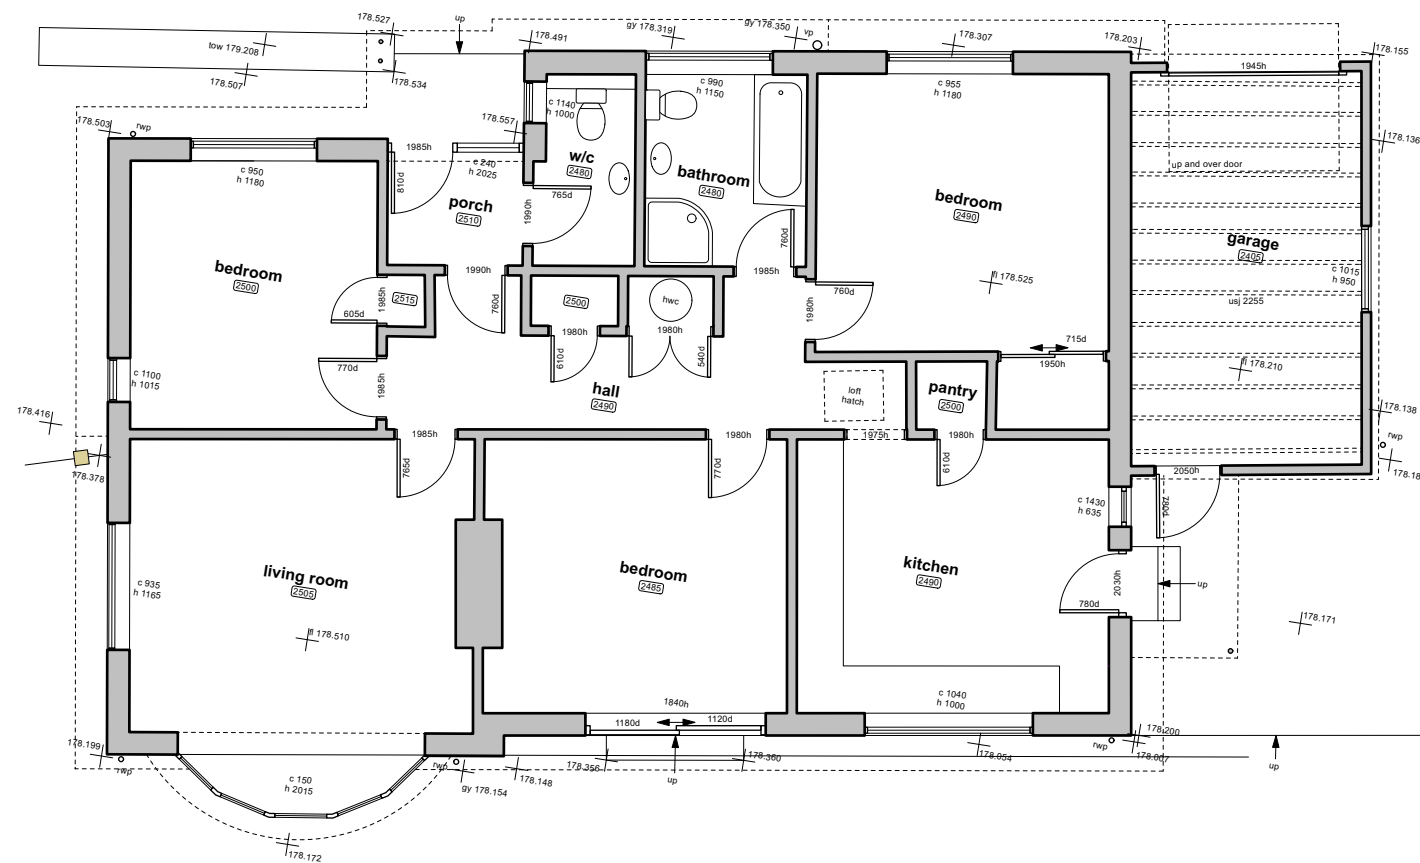 178.527
up
gy 178.319
gy 178.350
vp
178.491
178.307
178.203
178.155
tow 179.208
178.507
178.534
1945h
c 990
h 1150
c 955
h 1180
c 1140
h 1000
178.503
rwp
178.557
178.136
1985h
c 240
h 2025
w/c
2480
up and over door
c 950
h 1180
810d
765d
bathroom
2480
bedroom
2490
porch
2510
1990h
760d
garage
2405
bedroom
2500
1990h
1985h
c 1015
h 950
fl 178.525
2515
1985h
760d
2500
hwc
760d
1980h
usj 2255
605d
1980h
1980h
715d
770d
610d
540d
1950h
fl 178.210
c 1100
h 1015
1985h
hall
2490
loft
hatch
pantry
2500
178.416
178.138
rwp
1985h
1980h
1975h
1980h
178.378
765d
770d
610d
2050h
178.18
c 1430
h 635
780d
living room
2505
bedroom
2485
kitchen
2490
c 935
h 1165
2030h
up
780d
fl 178.510
178.171
c 1040
h 1000
1840h
1180d
1120d
178.199
rwp
rwp
178.200
rwp
178.054
178.007
178.356
178.360
up
up
c 150
h 2015
178.148
gy 178.154
178.172